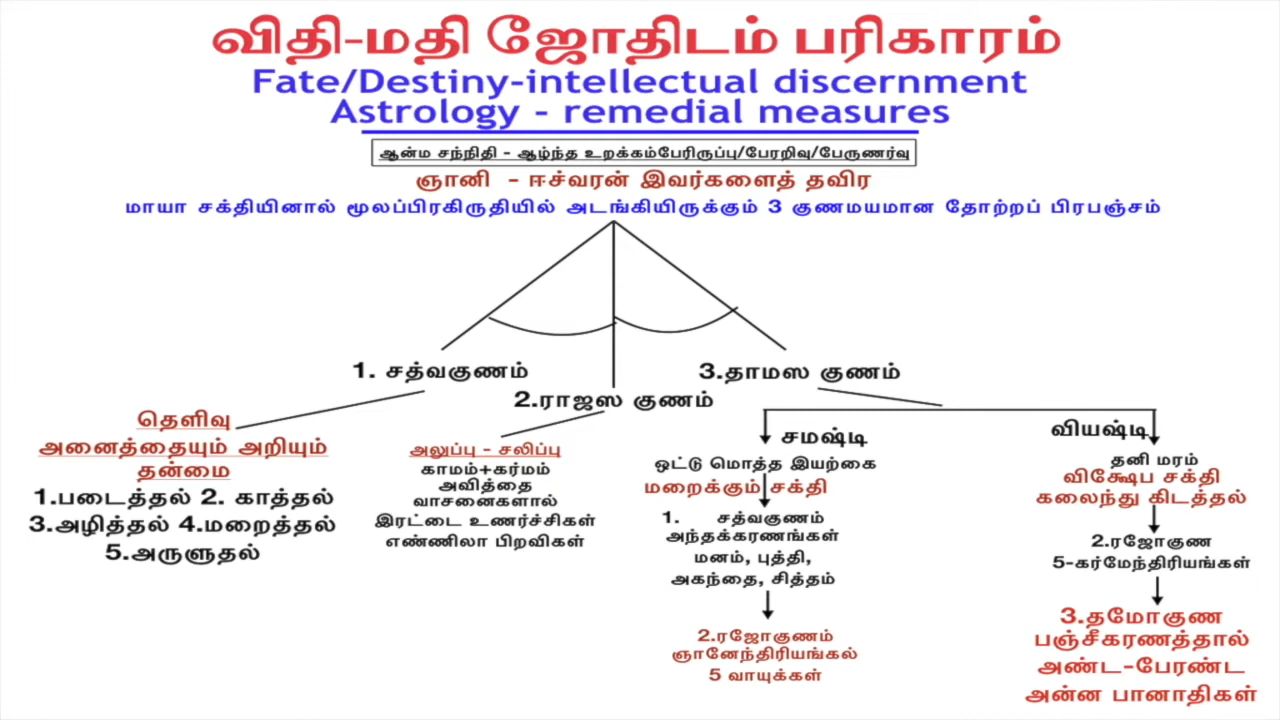 விதி-மதி ஜோதிடம் பரிகாரம்
Fate/Destiny-intellectual discernment
Astrology - remedial measures
ஆன்ம சந்நிதி - ஆழ்ந்த உறக்கம்பேரிருப்பு/பேரறிவு/பேருணர்வு
ஞானி - ஈச்வரன் இவர்களைத் தவிர
மாயா சக்தியினால் மூலப்பிரகிருதியில் அடங்கியிருக்கும் 3 குணமயமான தோற்றப் பிரபஞ்சம்
1. சத்வகுணம்
2.ராஜஸ குணம்
3.தாமஸ குணம்
தெளிவு
அனைத்தையும் அறியும்
தன்மை
1.படைத்தல் 2. காத்தல்
3.அழித்தல் 4.மறைத்தல்
5.அருளுதல்
அலுப்பு - சலிப்பு
காமம்+கர்மம்
அவித்தை
வாசனைகளால்
இரட்டை உணர்ச்சிகள்
எண்ணிலா பிறவிகள்
சமஷ்டி
ஒட்டு மொத்த இயற்கை
மறைக்கும் சக்தி
1. சத்வகுணம்
அந்தக்கரணங்கள்
மனம், புத்தி,
அகந்தை, சித்தம்
2.ரஜோகுணம்
ஞானேந்திரியங்கல்
5 வாயுக்கள்
வியஷ்டி
தனி மரம்
விக்ஷேப சக்தி
கலைந்து கிடத்தல்
2.ரஜோகுண
5-கர்மேந்திரியங்கள்
3.தமோகுண
பஞ்சீகரணத்தால்
அண்ட-பேரண்ட
அன்ன பானாதிகள்